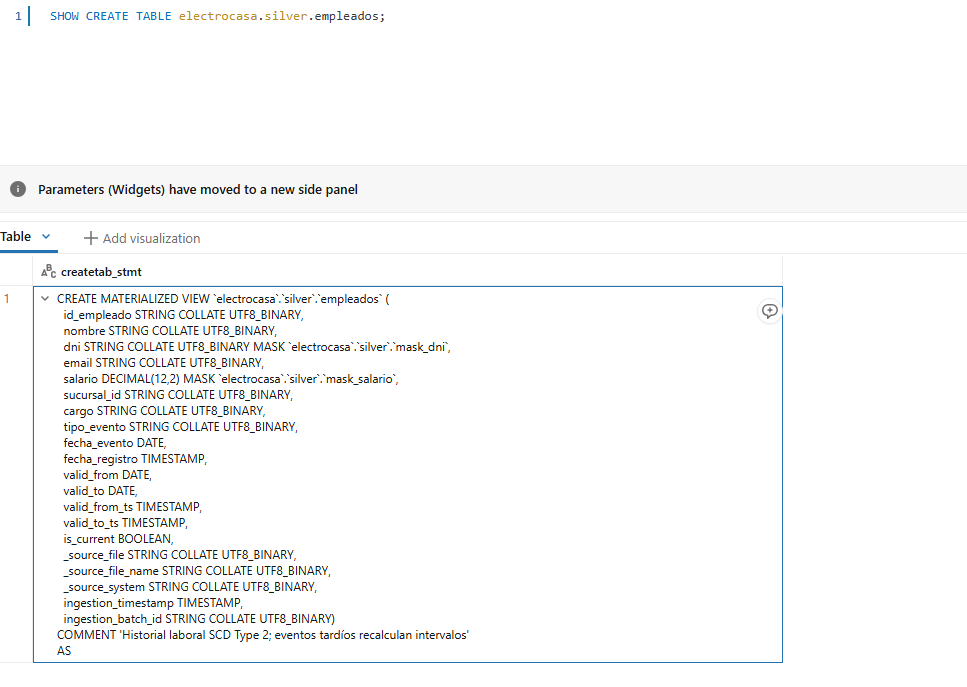 1 SHOW CREATE TABLE electrocasa.silver.empleados;
Parameters (Widgets) have moved to a new side panel
Table + Add visualization
ABC createtab_stmt
1 CREATE MATERIALIZED VIEW `electrocasa`.`silver`.`empleados` (
id_empleado STRING COLLATE UTF8_BINARY,
nombre STRING COLLATE UTF8_BINARY,
dni STRING COLLATE UTF8_BINARY MASK `electrocasa`.`silver`.`mask_dni`,
email STRING COLLATE UTF8_BINARY,
salario DECIMAL(12,2) MASK `electrocasa`.`silver`.`mask_salario`,
sucursal_id STRING COLLATE UTF8_BINARY,
cargo STRING COLLATE UTF8_BINARY,
tipo_evento STRING COLLATE UTF8_BINARY,
fecha_evento DATE,
fecha_registro TIMESTAMP,
valid_from DATE,
valid_to DATE,
valid_from_ts TIMESTAMP,
valid_to_ts TIMESTAMP,
is_current BOOLEAN,
_source_file STRING COLLATE UTF8_BINARY,
_source_file_name STRING COLLATE UTF8_BINARY,
_source_system STRING COLLATE UTF8_BINARY,
ingestion_timestamp TIMESTAMP,
ingestion_batch_id STRING COLLATE UTF8_BINARY)
COMMENT 'Historial laboral SCD Type 2; eventos tardíos recalculan intervalos'
AS